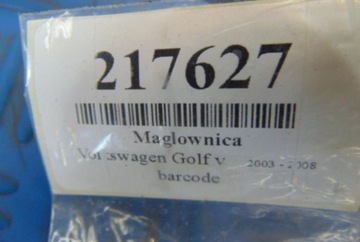 217627
Maglownica
Volkswagen Golf v 2003 - 2008
barcode